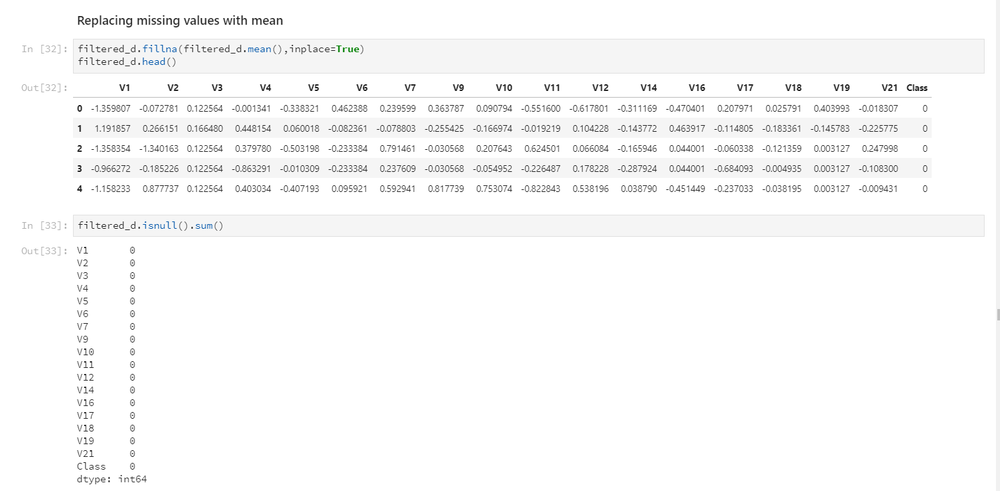 Replacing missing values with mean
In [32]: filtered_d.fillna(filtered_d.mean(),inplace=True)
filtered_d.head()
Out[32]: V1 V2 V3 V4 V5 V6 V7 V9 V10 V11 V12 V14 V16 V17 V18 V19 V21 Class
0 -1.359807 -0.072781 0.122564 -0.001341 -0.338321 0.462388 0.239599 0.363787 0.090794 -0.551600 -0.617801 -0.311169 -0.470401 0.207971 0.025791 0.403993 -0.018307 0
1 1.191857 0.266151 0.166480 0.448154 0.060018 -0.082361 -0.078803 -0.255425 -0.166974 -0.019219 0.104228 -0.143772 0.463917 -0.114805 -0.183361 -0.145783 -0.225775 0
2 -1.358354 -1.340163 0.122564 0.379780 -0.503198 -0.233384 0.791461 -0.030568 0.207643 0.624501 0.066084 -0.165946 0.044001 -0.060338 -0.121359 0.003127 0.247998 0
3 -0.966272 -0.185226 0.122564 -0.863291 -0.010309 -0.233384 0.237609 -0.030568 -0.054952 -0.226487 0.178228 -0.287924 0.044001 -0.684093 -0.004935 0.003127 -0.108300 0
4 -1.158233 0.877737 0.122564 0.403034 -0.407193 0.095921 0.592941 0.817739 0.753074 -0.822843 0.538196 0.038790 -0.451449 -0.237033 -0.038195 0.003127 -0.009431 0
In [33]: filtered_d.isnull().sum()
Out[33]: V1 0
V2 0
V3 0
V4 0
V5 0
V6 0
V7 0
V9 0
V10 0
V11 0
V12 0
V14 0
V16 0
V17 0
V18 0
V19 0
V21 0
Class 0
dtype: int64